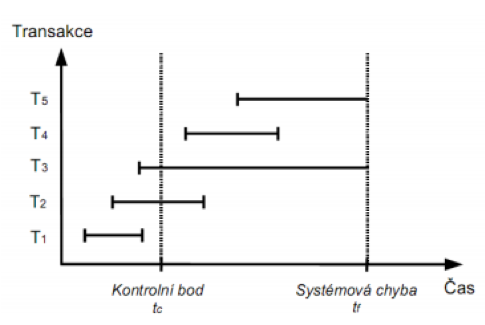 Transakce
T5
T4
T3
T2
T1
Čas
Kontrolní bod
tc
Systémová chyba
tf